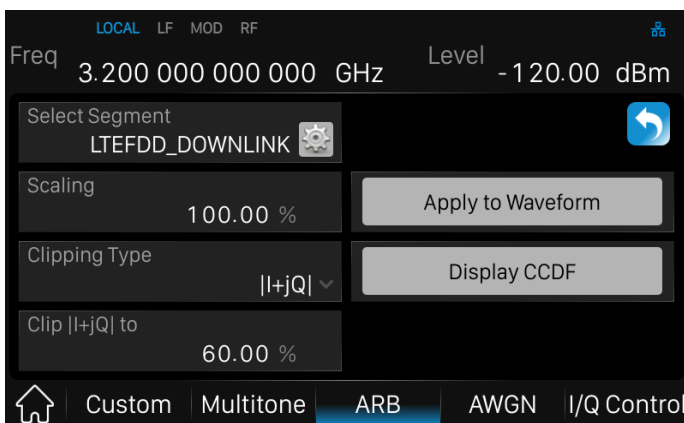 LOCAL LF MOD RF
Freq 3.200 000 000 000 GHz Level -120.00 dBm
Select Segment
LTEFDD_DOWNLINK
Scaling
100.00 %
Apply to Waveform
Clipping Type
|I+jQ|
Display CCDF
Clip |I+jQ| to
60.00 %
Custom Multitone ARB AWGN I/Q Control